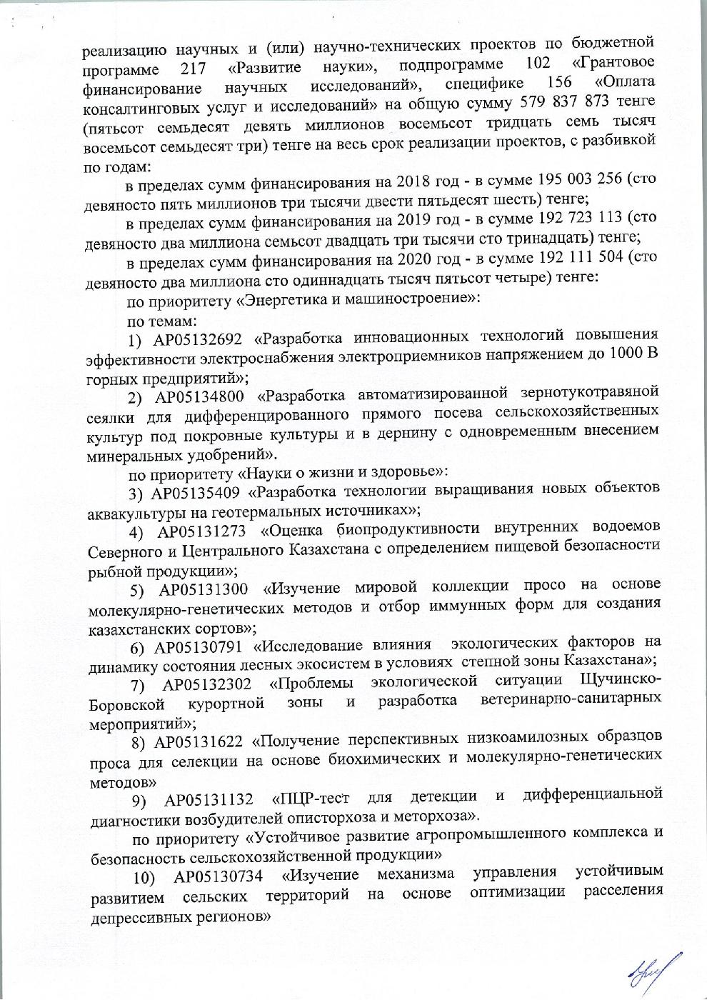 реализацию научных и (или) научно-технических проектов по бюджетной
программе 217 «Развитие науки», подпрограмме 102 «Грантовое
финансирование научных исследований», специфике 156 «Оплата
консалтинговых услуг и исследований» на общую сумму 579 837 873 тенге
(пятьсот семьдесят девять миллионов восемьсот тридцать семь тысяч
восемьсот семьдесят три) тенге на весь срок реализации проектов, с разбивкой
по годам:
в пределах сумм финансирования на 2018 год - в сумме 195 003 256 (сто
девяносто пять миллионов три тысячи двести пятьдесят шесть) тенге;
в пределах сумм финансирования на 2019 год - в сумме 192 723 113 (сто
девяносто два миллиона семьсот двадцать три тысячи сто тринадцать) тенге;
в пределах сумм финансирования на 2020 год - в сумме 192 111 504 (сто
девяносто два миллиона сто одиннадцать тысяч пятьсот четыре) тенге:
по приоритету «Энергетика и машиностроение»:
по темам:
1) АР05132692 «Разработка инновационных технологий повышения
эффективности электроснабжения электроприемников напряжением до 1000 В
горных предприятий»;
2) АР05134800 «Разработка автоматизированной зернотукотравяной
сеялки для дифференцированного прямого посева сельскохозяйственных
культур под покровные культуры и в дернину с одновременным внесением
минеральных удобрений».
по приоритету «Науки о жизни и здоровье»:
3) АР05135409 «Разработка технологии выращивания новых объектов
аквакультуры на геотермальных источниках»;
4) АР05131273 «Оценка биопродуктивности внутренних водоемов
Северного и Центрального Казахстана с определением пищевой безопасности
рыбной продукции»;
5) АР05131300 «Изучение мировой коллекции просо на основе
молекулярно-генетических методов и отбор иммунных форм для создания
казахстанских сортов»;
6) АР05130791 «Исследование влияния экологических факторов на
динамику состояния лесных экосистем в условиях степной зоны Казахстана»;
7) АР05132302 «Проблемы экологической ситуации Щучинско-
Боровской курортной зоны и разработка ветеринарно-санитарных
мероприятий»;
8) АР05131622 «Получение перспективных низкоамилозных образцов
проса для селекции на основе биохимических и молекулярно-генетических
методов»
9) АР05131132 «ПЦР-тест для детекции и дифференциальной
диагностики возбудителей описторхоза и меторхоза».
по приоритету «Устойчивое развитие агропромышленного комплекса и
безопасность сельскохозяйственной продукции»
10) АР05130734 «Изучение механизма управления устойчивым
развитием сельских территорий на основе оптимизации расселения
депрессивных регионов»